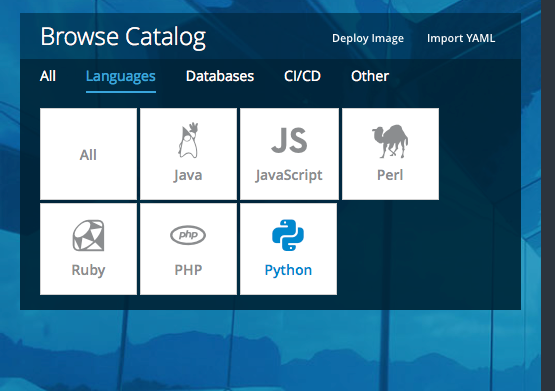 Browse Catalog Deploy Image Import YAML
All Languages Databases CI/CD Other
JS
All Java JavaScript Perl
php
Ruby PHP Python